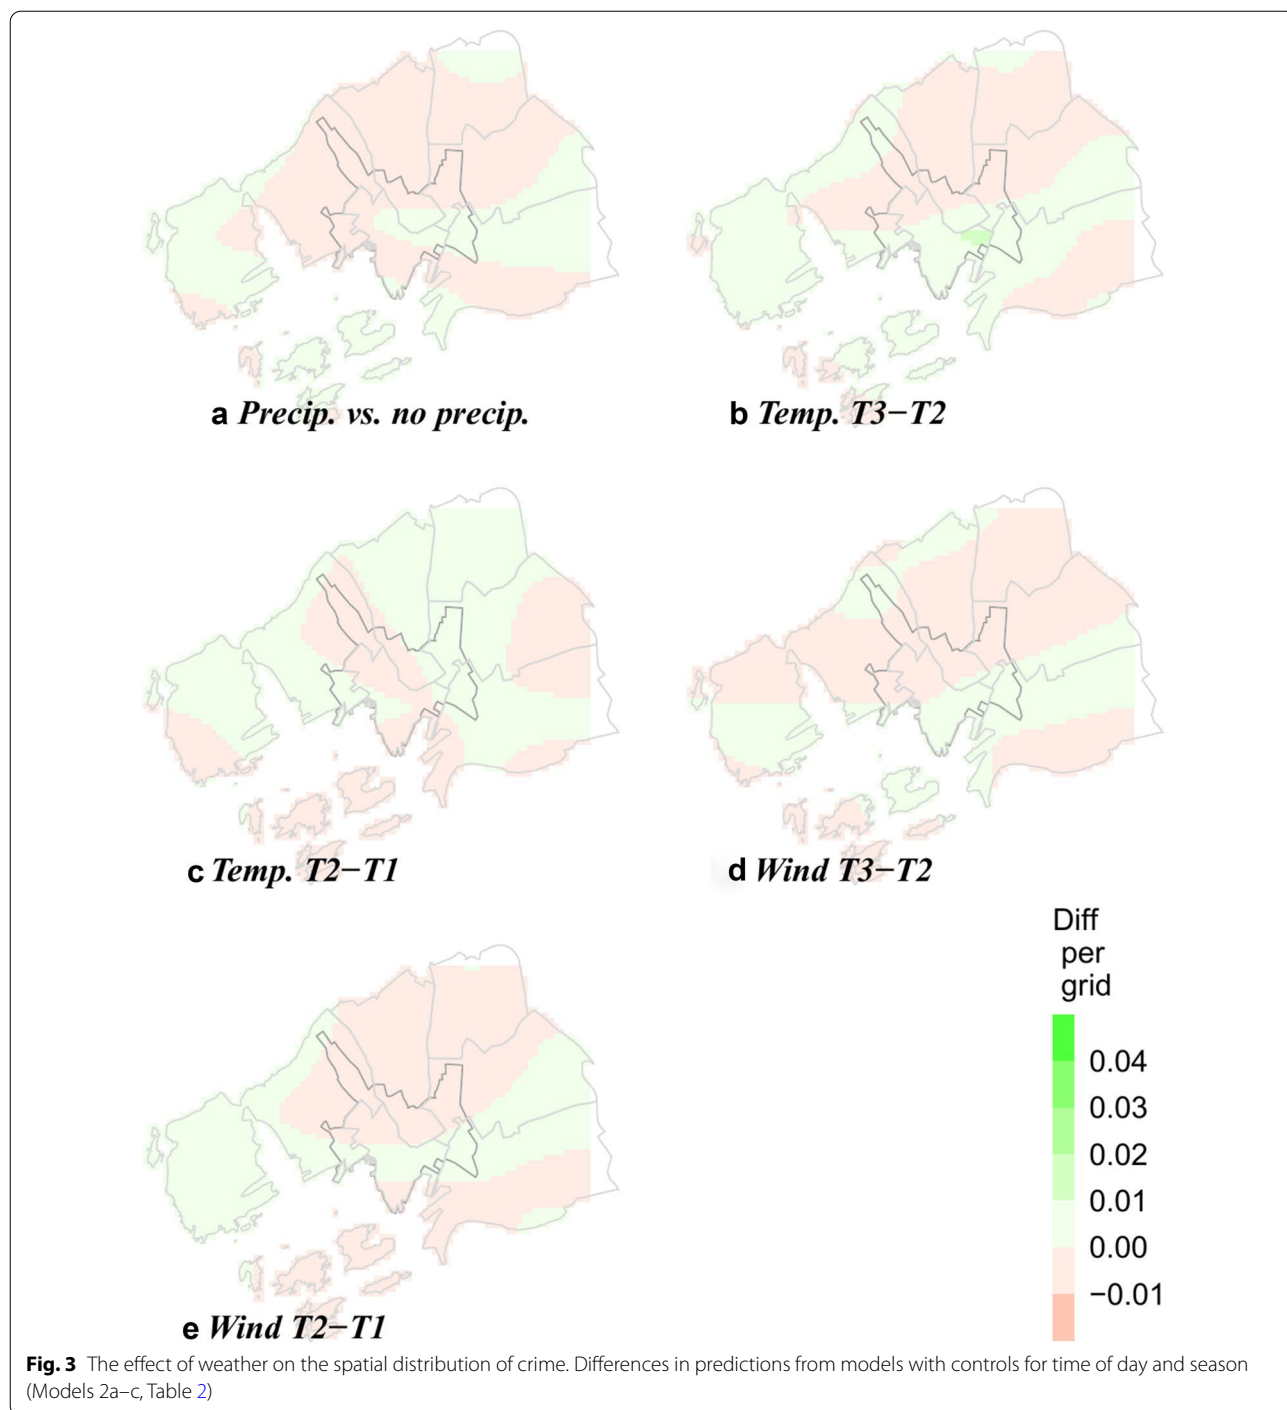 a Precip. vs. no precip.
b Temp. T3−T2
c Temp. T2−T1
d Wind T3−T2
Diff
per
grid
0.04
0.03
0.02
0.01
0.00
−0.01
e Wind T2−T1
Fig. 3 The effect of weather on the spatial distribution of crime. Differences in predictions from models with controls for time of day and season
(Models 2a–c, Table 2)